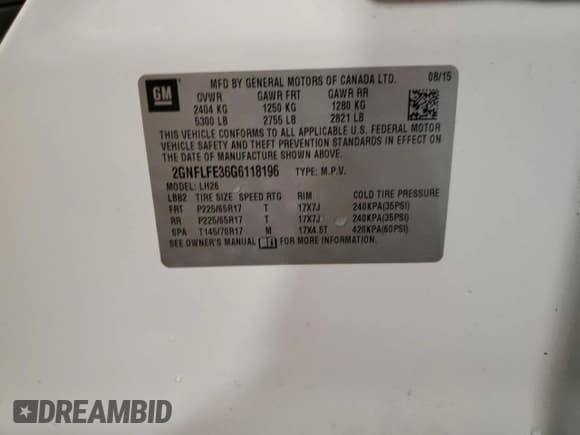 GM
MFD BY GENERAL MOTORS OF CANADA LTD. 08/15
GVWR GAWR FRT GAWR RR
2404 KG 1250 KG 1280 KG
5300 LB 2755 LB 2821 LB
THIS VEHICLE CONFORMS TO ALL APPLICABLE U.S. FEDERAL MOTOR
VEHICLE SAFETY AND THEFT PREVENTION STANDARDS IN EFFECT ON
THE DATE OF MANUFACTURE SHOWN ABOVE.
2GNFLFE36G6118196 TYPE: M.P.V.
MODEL: LH26
LBB2 TIRE SIZE SPEED RTG RIM COLD TIRE PRESSURE
FRT P225/65R17 T 17X7J 240KPA(35PSI)
RR P225/65R17 T 17X7J 240KPA(35PSI)
SPA T145/70R17 M 17X4.5T 420KPA(60PSI)
SEE OWNER'S MANUAL FOR MORE INFORMATION.
DREAMBID